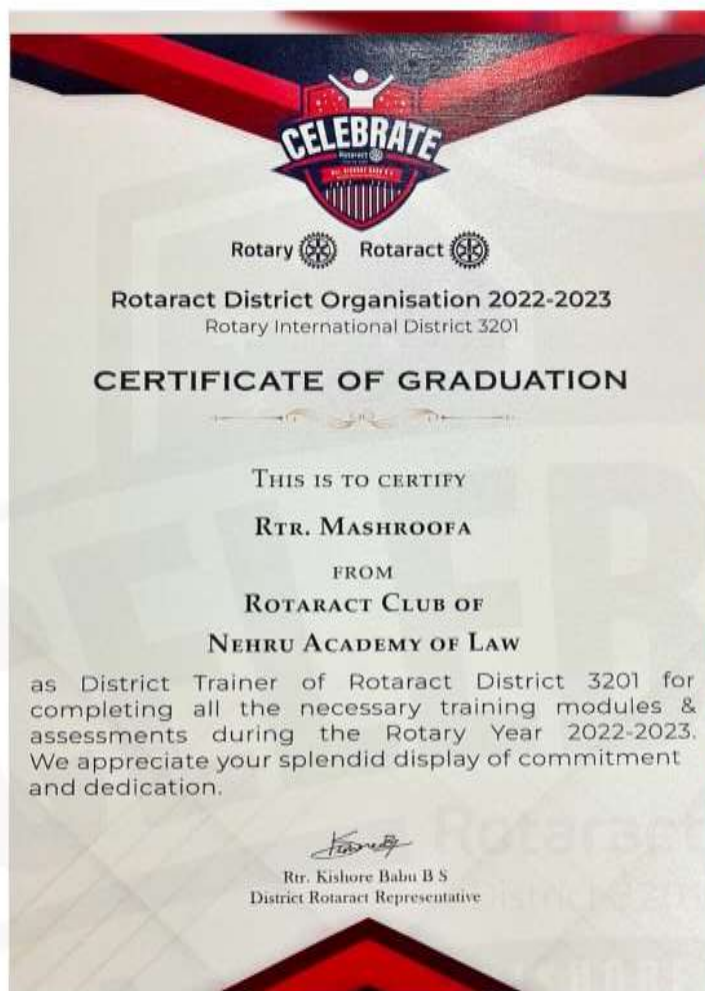 CELEBRATE
Rotaract
Rotary
Rotaract
Rotaract District Organisation 2022-2023
Rotary International District 3201
CERTIFICATE OF GRADUATION
THIS IS TO CERTIFY
RTR. MASHROOFA
FROM
ROTARACT CLUB OF
NEHRU ACADEMY OF LAW
as District Trainer of Rotaract District 3201 for
completing all the necessary training modules &
assessments during the Rotary Year 2022-2023.
We appreciate your splendid display of commitment
and dedication.
Rtr. Kishore Babu B S
District Rotaract Representative